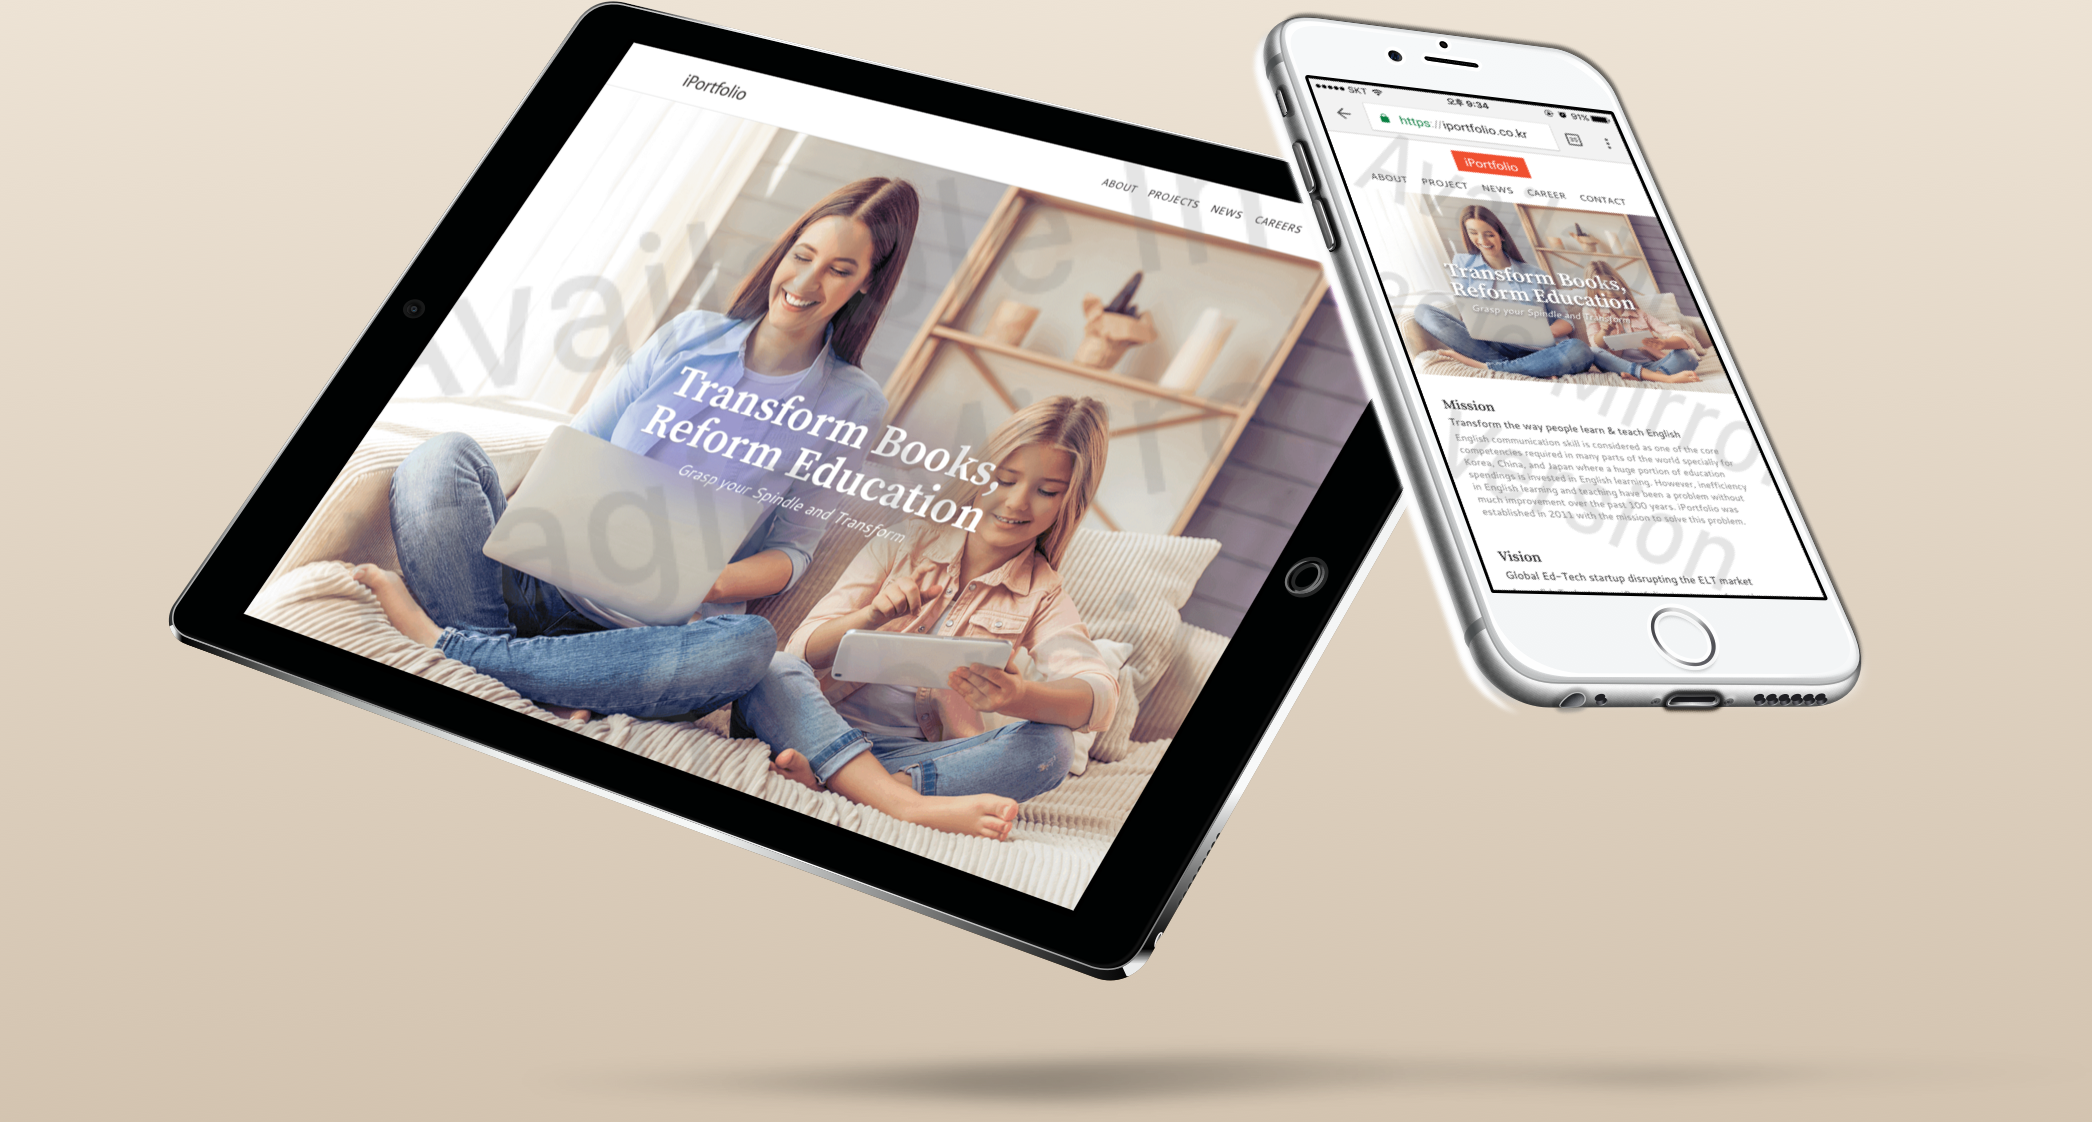 iPortfolio
ABOUT PROJECTS NEWS CAREERS
Transform Books,
Reform Education
Grasp your Spindle and Transform
Available in
SKT
오후 9:34
91%
https://iportfolio.co.kr
iPortfolio
ABOUT PROJECT NEWS CAREER CONTACT
Transform Books,
Reform Education
Grasp your Spindle and Transform
Mission
Transform the way people learn & teach English
English communication skill is considered as one of the core
competencies required in many parts of the world specially for
Korea, China, and Japan where a huge portion of education
spendings is invested in English learning. However, inefficiency
in English learning and teaching have been a problem without
much improvement over the past 100 years. iPortfolio was
established in 2011 with the mission to solve this problem.
Vision
Global Ed-Tech startup disrupting the ELT market
Mirro
Version